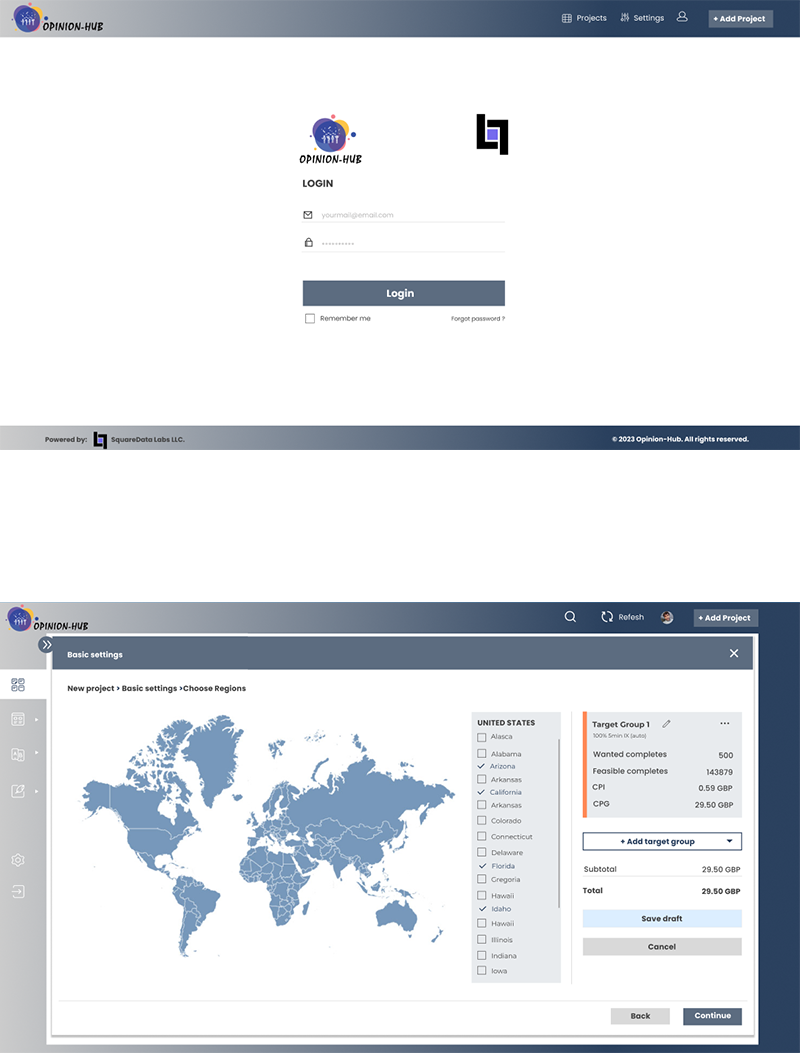 OPINION-HUB
Projects
Settings
+ Add Project
OPINION-HUB
LOGIN
yourmail@email.com
Login
Remember me
Forgot password ?
Powered by:
SquareData Labs LLC.
© 2023 Opinion-Hub. All rights reserved.
OPINION-HUB
Refesh
+ Add Project
Basic settings
New project > Basic settings >Choose Regions
UNITED STATES
Alasca
Alabama
Arizona
Arkansas
California
Arkansas
Colorado
Connecticut
Delaware
Florida
Gregoria
Hawaii
Idaho
Hawaii
Illinois
Indiana
Iowa
Target Group 1
100% 5min IX (auto)
Wanted completes 500
Feasible completes 143879
CPI 0.59 GBP
CPG 29.50 GBP
+ Add target group
Subtotal 29.50 GBP
Total 29.50 GBP
Save draft
Cancel
Back
Continue